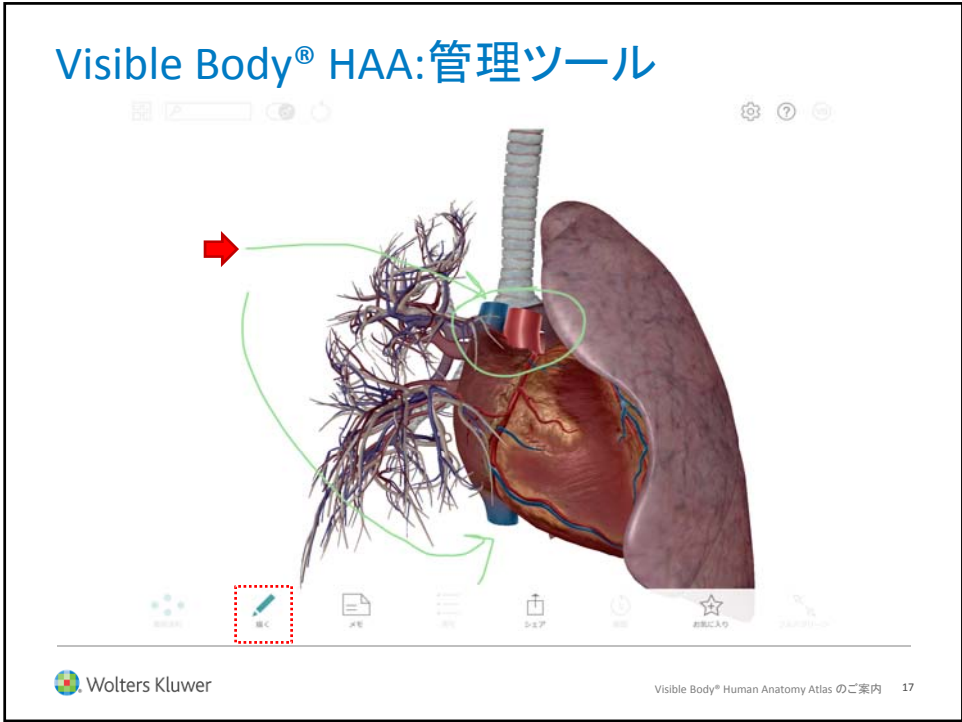 Visible Body® HAA:管理ツール
描く
メモ
シェア
お気に入り
Wolters Kluwer
Visible Body® Human Anatomy Atlas のご案内 17